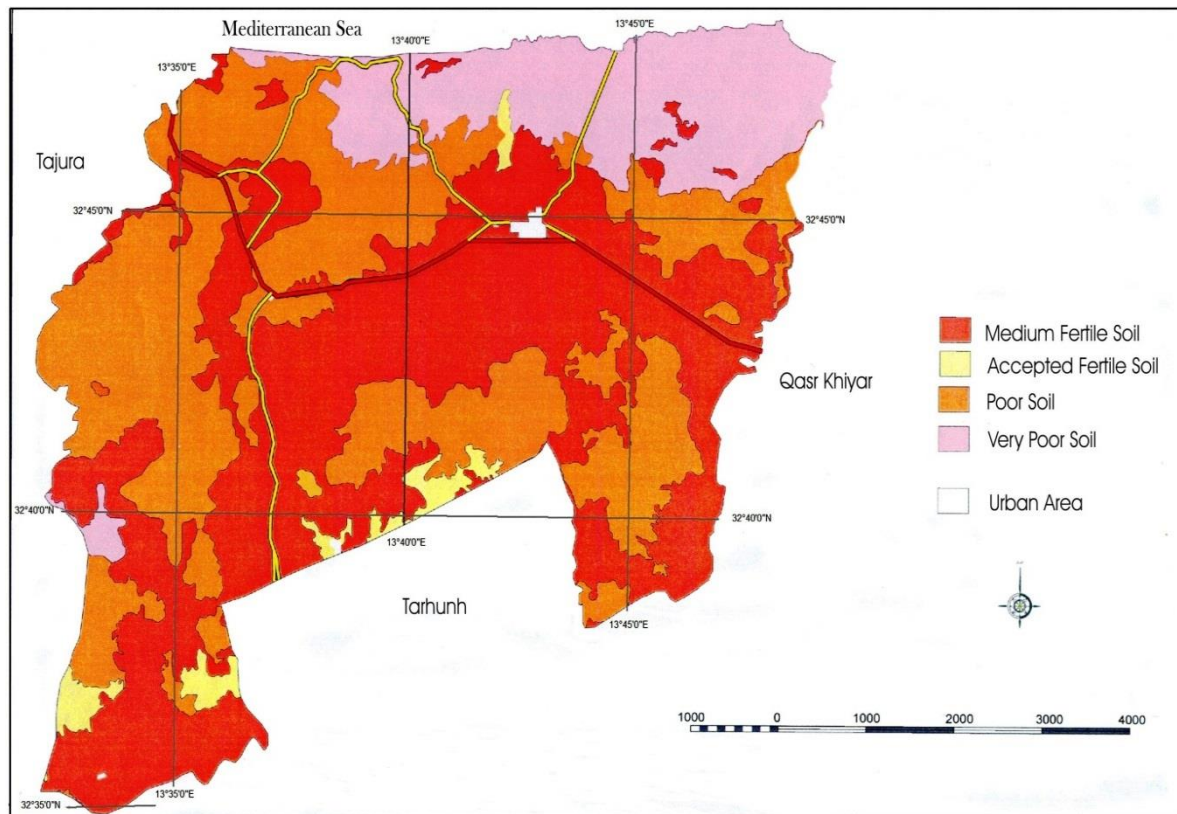 Mediterranean Sea
13°45'0"E
13°40'0"E
13°35'0"E
Tajura
32°45'0"N
32°45'0"N
Medium Fertile Soil
Accepted Fertile Soil
Qasr Khiyar
Poor Soil
Very Poor Soil
Urban Area
32°40'0"N
32°40'0"N
13°40'0"E
Tarhunh
13°45'0"E
1000 0 1000 2000 3000 4000
13°35'0"E
32°35'0"N